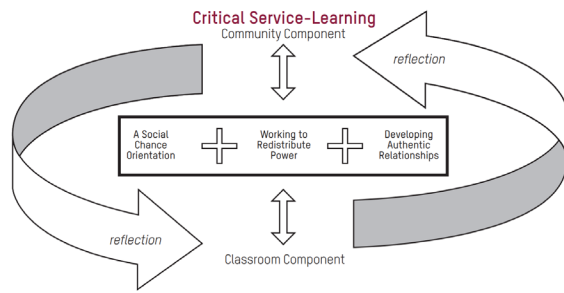 Critical Service-Learning
Community Component
reflection
A Social
Chance
Orientation
Working to
Redistribute
Power
Developing
Authentic
Relationships
reflection
Classroom Component